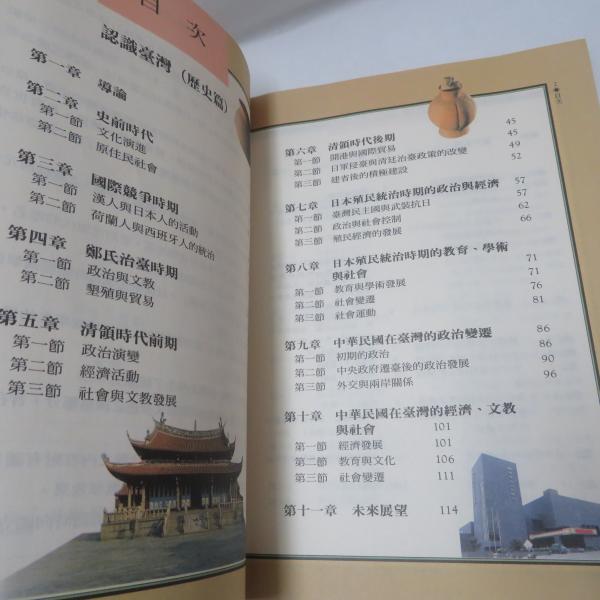 目次
認識臺灣（歷史篇）
第一章 導論
第二章 史前時代
第一節 文化演進
第二節 原住民社會
第三章 國際競爭時期
第一節 漢人與日本人的活動
第二節 荷蘭人與西班牙人的統治
第四章 鄭氏治臺時期
第一節 政治與文教
第二節 墾殖與貿易
第五章 清領時代前期
第一節 政治演變
第二節 經濟活動
第三節 社會與文教發展
2 目次
第六章 清領時代後期 45
第一節 開港與國際貿易 45
第二節 日軍侵臺與清廷治臺政策的改變 49
第三節 建省後的積極建設 52
第七章 日本殖民統治時期的政治與經濟 57
第一節 臺灣民主國與武裝抗日 57
第二節 政治與社會控制 62
第三節 殖民經濟的發展 66
第八章 日本殖民統治時期的教育、學術
與社會 71
第一節 教育與學術發展 71
第二節 社會變遷 76
第三節 社會運動 81
第九章 中華民國在臺灣的政治變遷 86
第一節 初期的政治 86
第二節 中央政府遷臺後的政治發展 90
第三節 外交與兩岸關係 96
第十章 中華民國在臺灣的經濟、文教
與社會 101
第一節 經濟發展 101
第二節 教育與文化 106
第三節 社會變遷 111
第十一章 未來展望 114